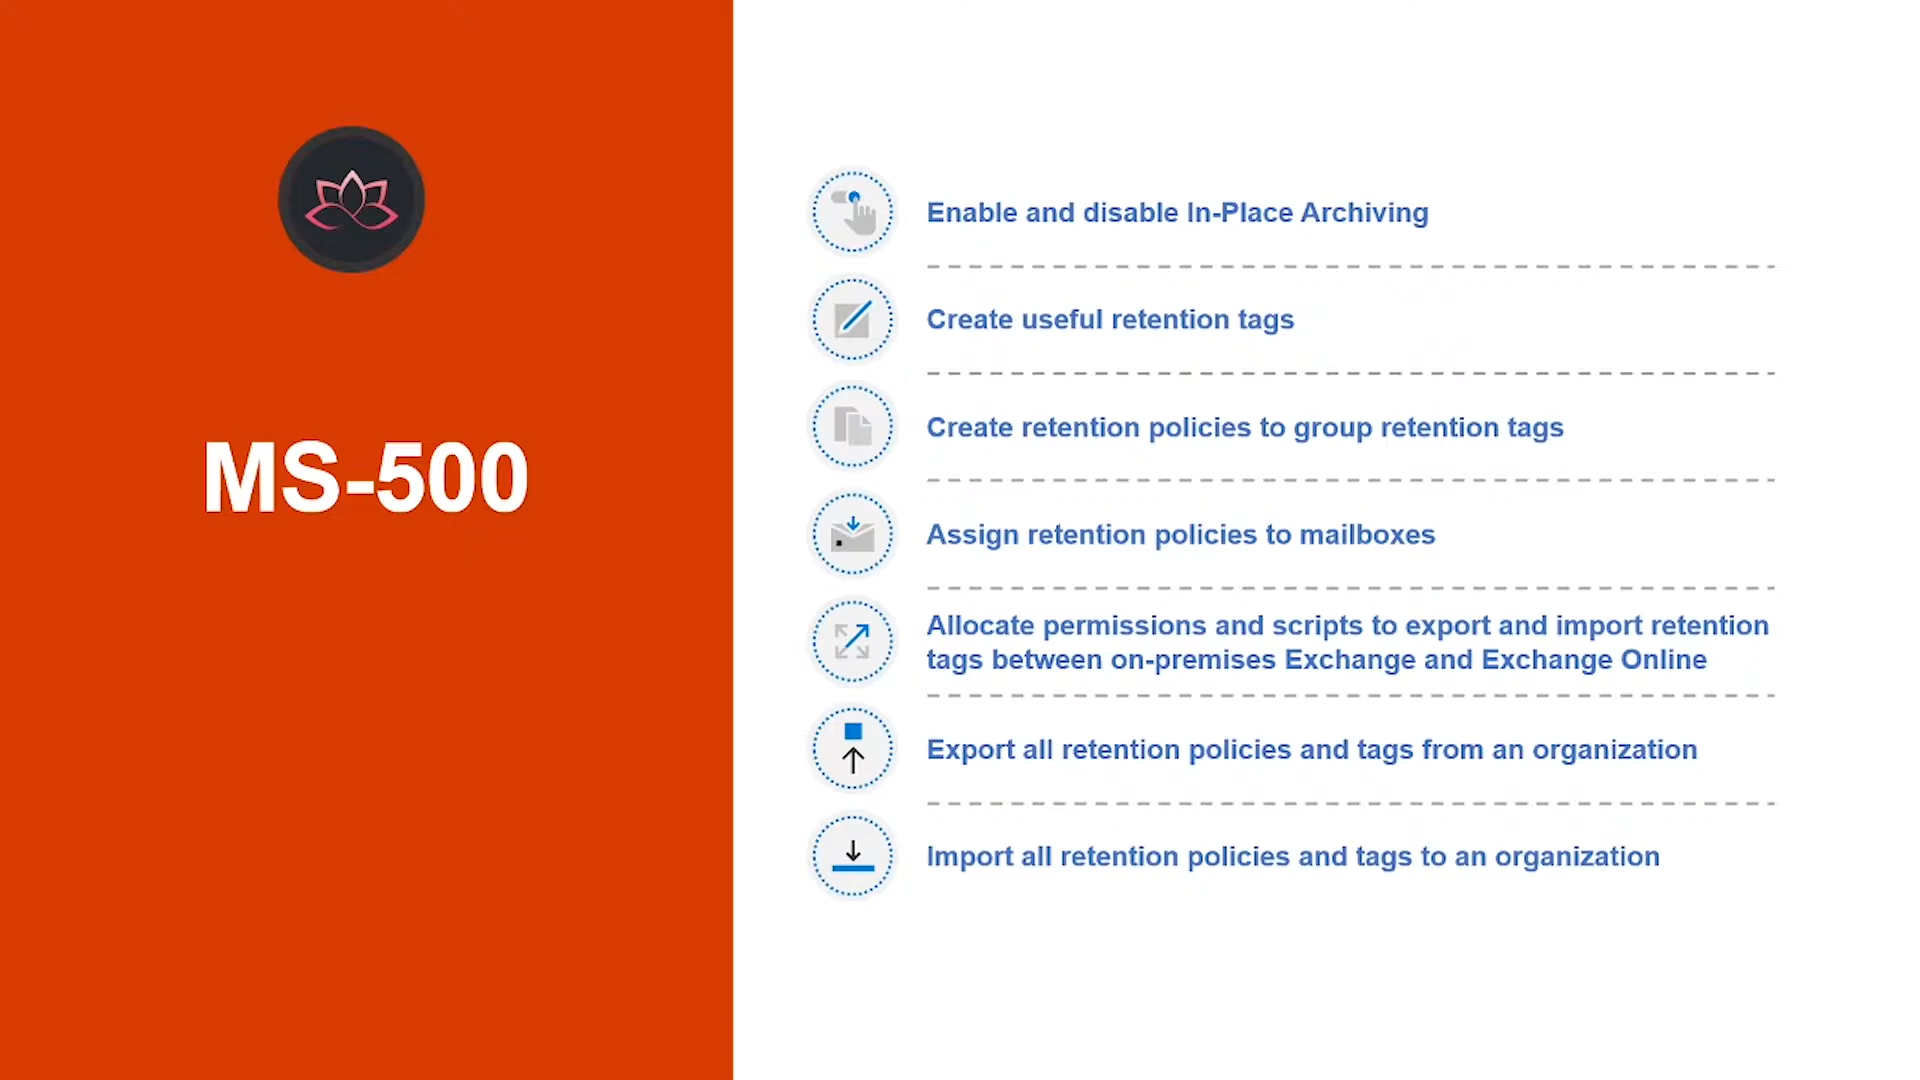 MS-500
Enable and disable In-Place Archiving
Create useful retention tags
Create retention policies to group retention tags
Assign retention policies to mailboxes
Allocate permissions and scripts to export and import retention
tags between on-premises Exchange and Exchange Online
Export all retention policies and tags from an organization
Import all retention policies and tags to an organization